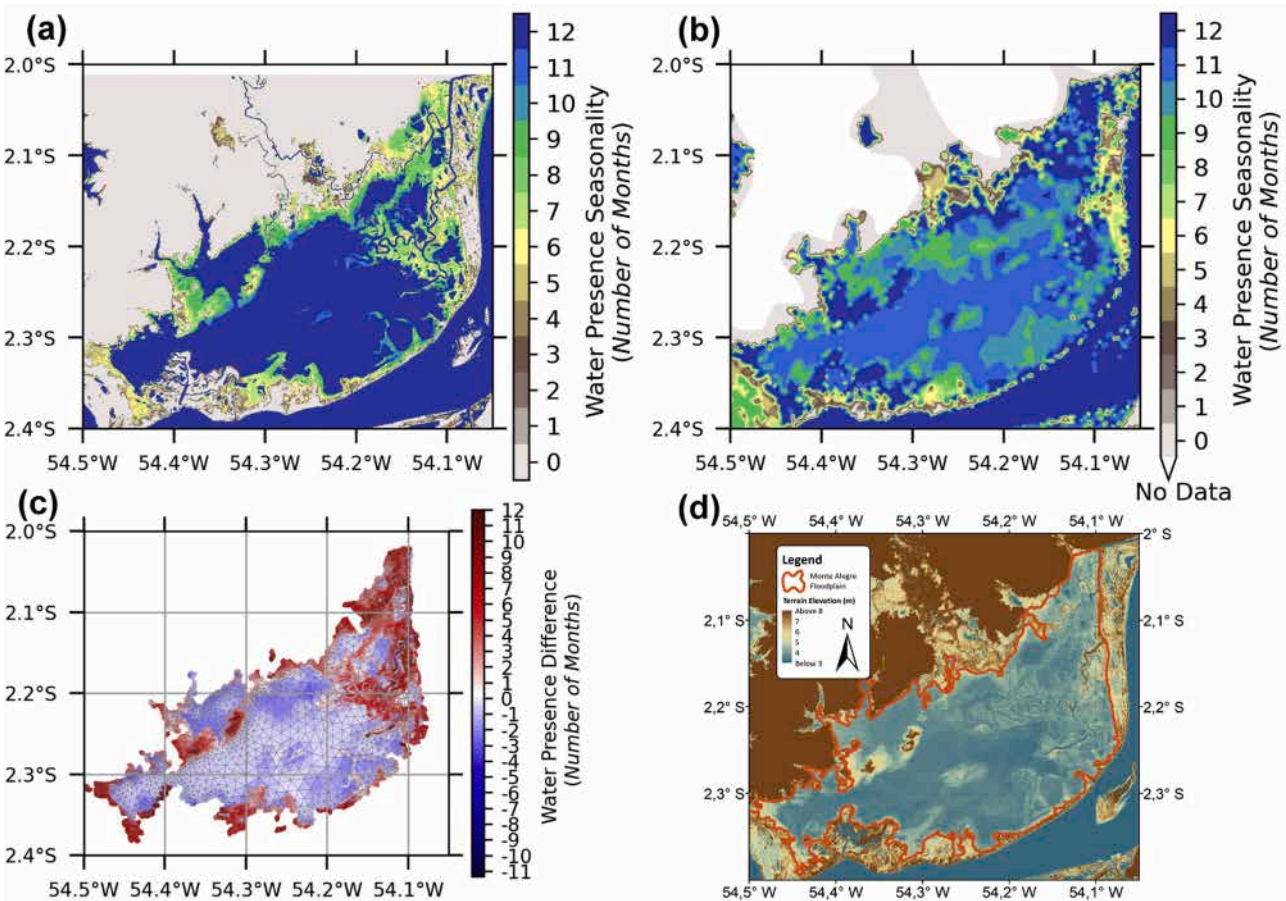 (a)
2.0°S
2.1°S
2.2°S
2.3°S
2.4°S
54.5°W 54.4°W 54.3°W 54.2°W 54.1°W
12
11
10
9
8
7
6
5
4
3
2
1
0
Water Presence Seasonality
(Number of Months)
(b)
2.0°S
2.1°S
2.2°S
2.3°S
2.4°S
54.5°W 54.4°W 54.3°W 54.2°W 54.1°W
12
11
10
9
8
7
6
5
4
3
2
1
0
No Data
Water Presence Seasonality
(Number of Months)
(c)
2.0°S
2.1°S
2.2°S
2.3°S
2.4°S
54.5°W 54.4°W 54.3°W 54.2°W 54.1°W
12
11
10
9
8
7
6
5
4
3
2
1
0
-1
-2
-3
-4
-5
-6
-7
-8
-9
-10
-11
Water Presence Difference
(Number of Months)
(d)
54,5° W 54,4° W 54,3° W 54,2° W 54,1° W
2° S
2,1° S
2,2° S
2,3° S
Legend
Monte Alegre
Floodplain
Terrain Elevation (m)
Above 8
7
6
5
4
Below 3
N
54,5° W 54,4° W 54,3° W 54,2° W 54,1° W
2,1° S
2,2° S
2,3° S